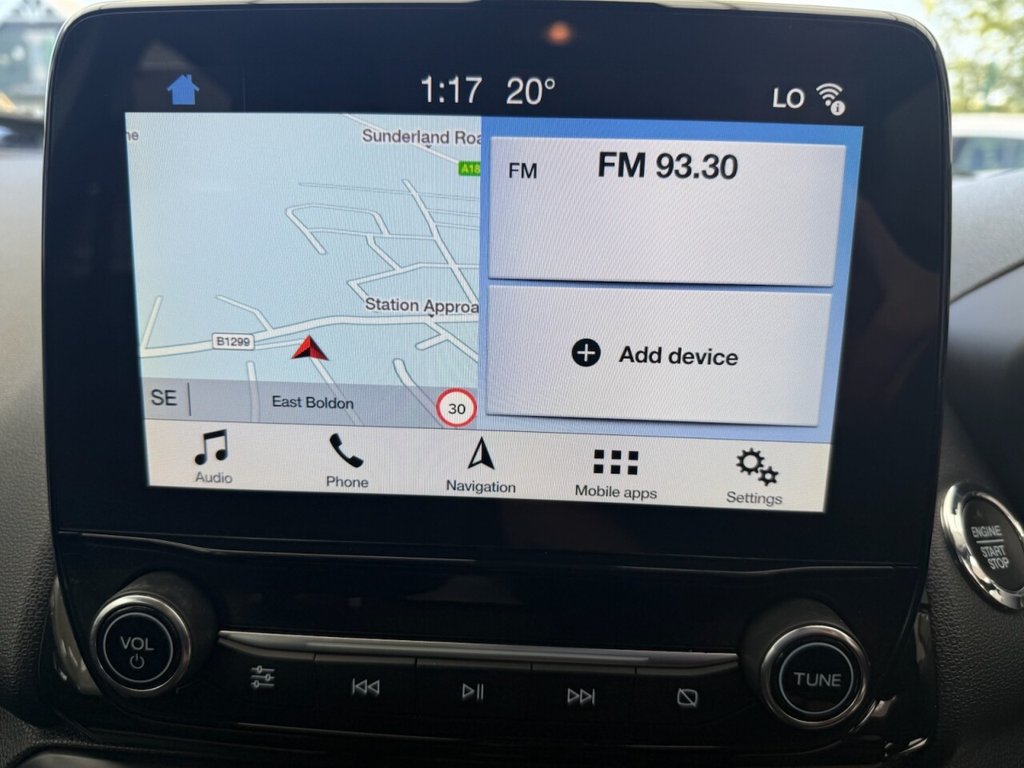 1:17 20°
LO
Sunderland Roa
A18
FM
FM 93.30
Station Approa
B1299
Add device
SE
East Boldon
30
Audio
Phone
Navigation
Mobile apps
Settings
ENGINE
START
STOP
VOL
TUNE